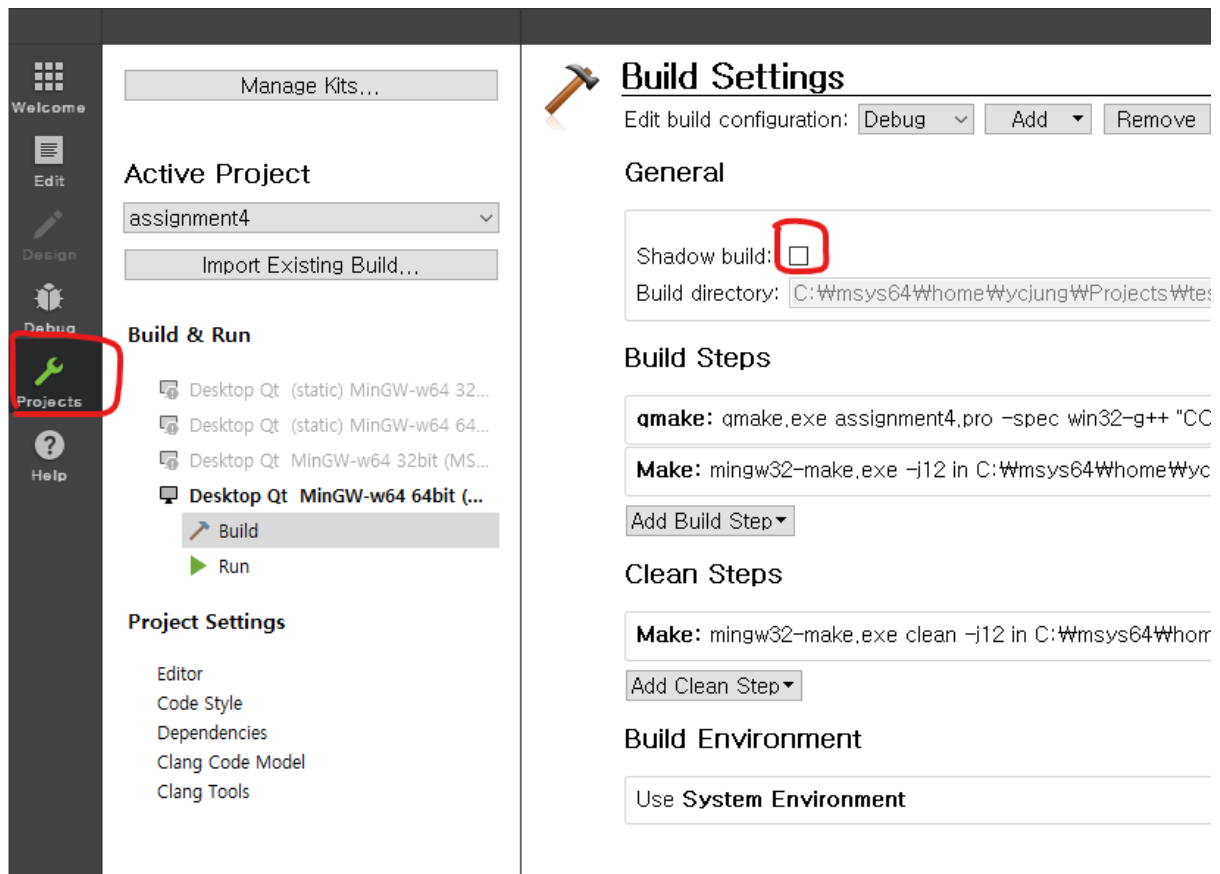 Welcome
Edit
Design
Debug
Projects
Help
Manage Kits...
Active Project
assignment4
Import Existing Build...
Build & Run
Desktop Qt (static) MinGW-w64 32...
Desktop Qt (static) MinGW-w64 64...
Desktop Qt MinGW-w64 32bit (MS...
Desktop Qt MinGW-w64 64bit (...
Build
Run
Project Settings
Editor
Code Style
Dependencies
Clang Code Model
Clang Tools
Build Settings
Edit build configuration: Debug Add Remove
General
Shadow build:
Build directory: C:₩msys64₩home₩ycjung₩Projects₩tes
Build Steps
qmake: qmake.exe assignment4.pro -spec win32-g++ "CO
Make: mingw32-make.exe -j12 in C:₩msys64₩home₩yc
Add Build Step
Clean Steps
Make: mingw32-make.exe clean -j12 in C:₩msys64₩hom
Add Clean Step
Build Environment
Use System Environment